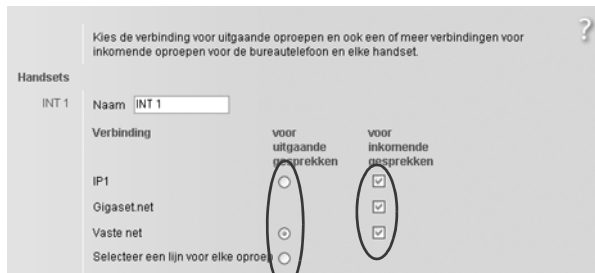 Kies de verbinding voor uitgaande oproepen en ook een of meer verbindingen voor
inkomende oproepen voor de bureautelefoon en elke handset.
?
Handsets
INT 1 Naam INT 1
Verbinding voor uitgaande gesprekken voor inkomende gesprekken
IP1
Gigaset.net
Vaste net
Selecteer een lijn voor elke oproep